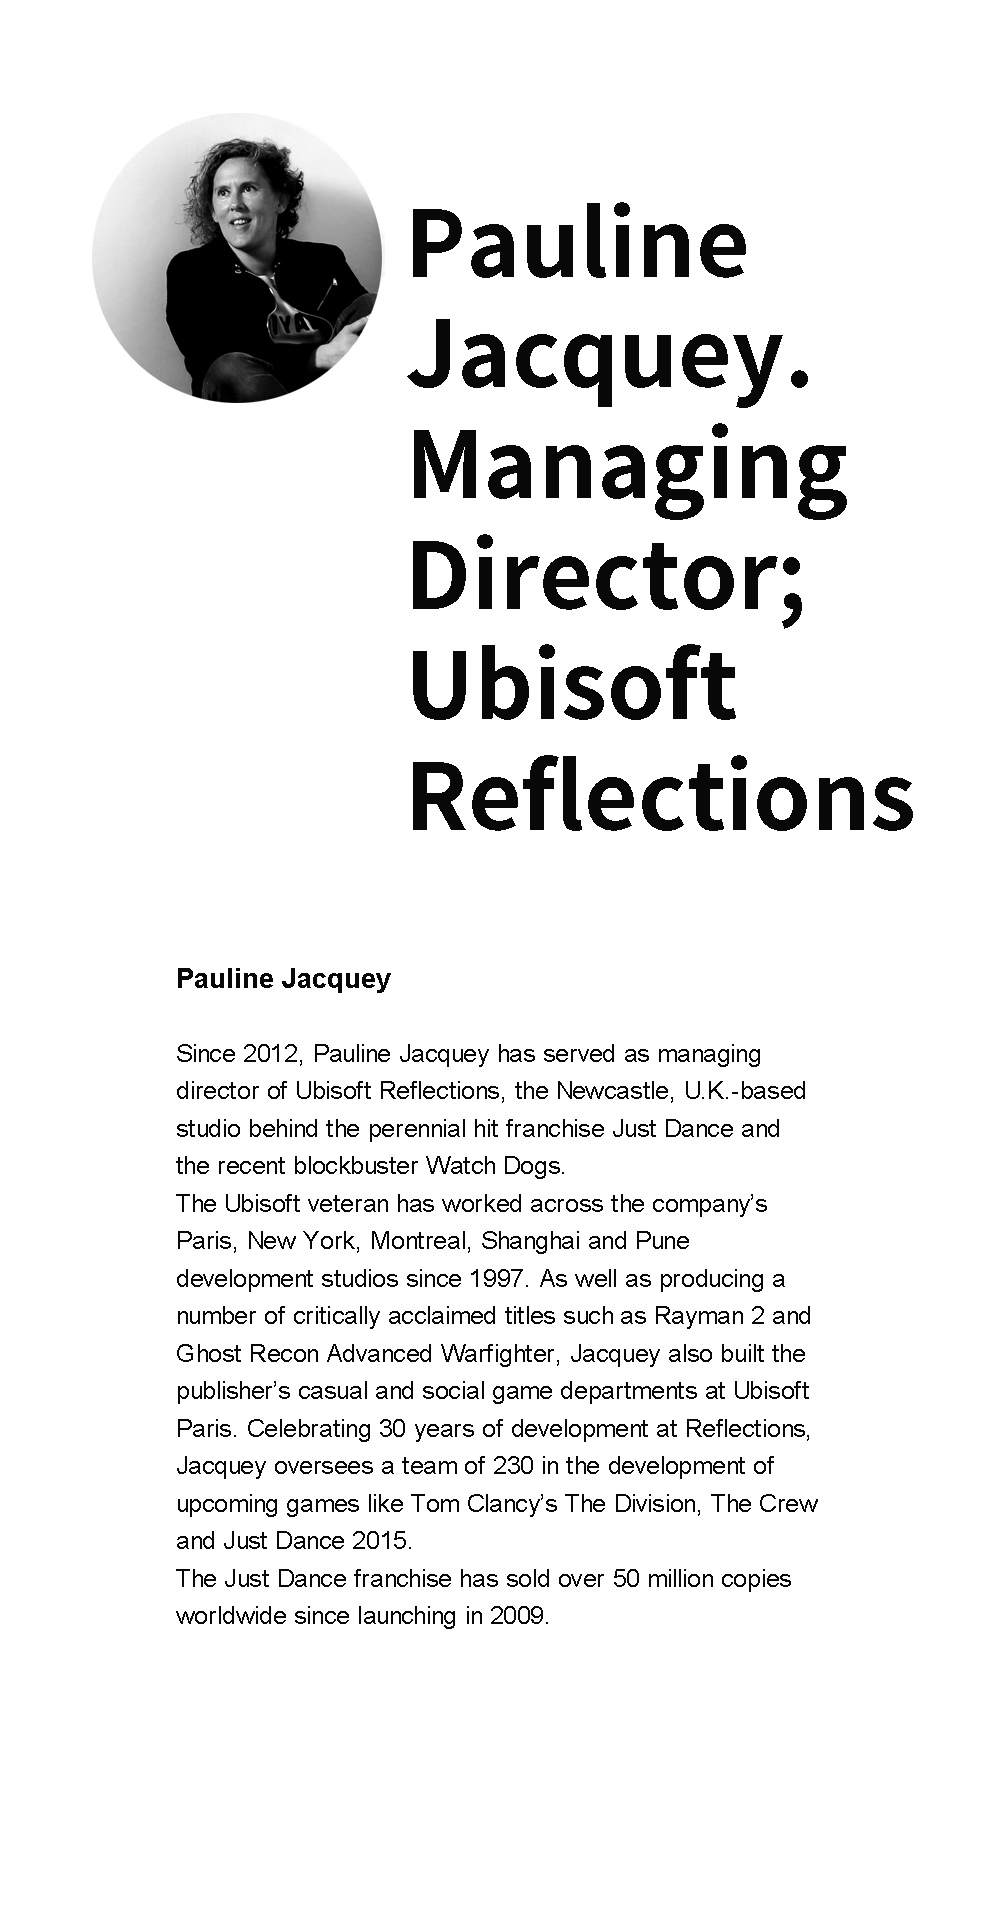 Pauline
Jacquey.
Managing
Director;
Ubisoft
Reflections
Pauline Jacquey
Since 2012, Pauline Jacquey has served as managing
director of Ubisoft Reflections, the Newcastle, U.K.-based
studio behind the perennial hit franchise Just Dance and
the recent blockbuster Watch Dogs.
The Ubisoft veteran has worked across the company’s
Paris, New York, Montreal, Shanghai and Pune
development studios since 1997. As well as producing a
number of critically acclaimed titles such as Rayman 2 and
Ghost Recon Advanced Warfighter, Jacquey also built the
publisher’s casual and social game departments at Ubisoft
Paris. Celebrating 30 years of development at Reflections,
Jacquey oversees a team of 230 in the development of
upcoming games like Tom Clancy’s The Division, The Crew
and Just Dance 2015.
The Just Dance franchise has sold over 50 million copies
worldwide since launching in 2009.